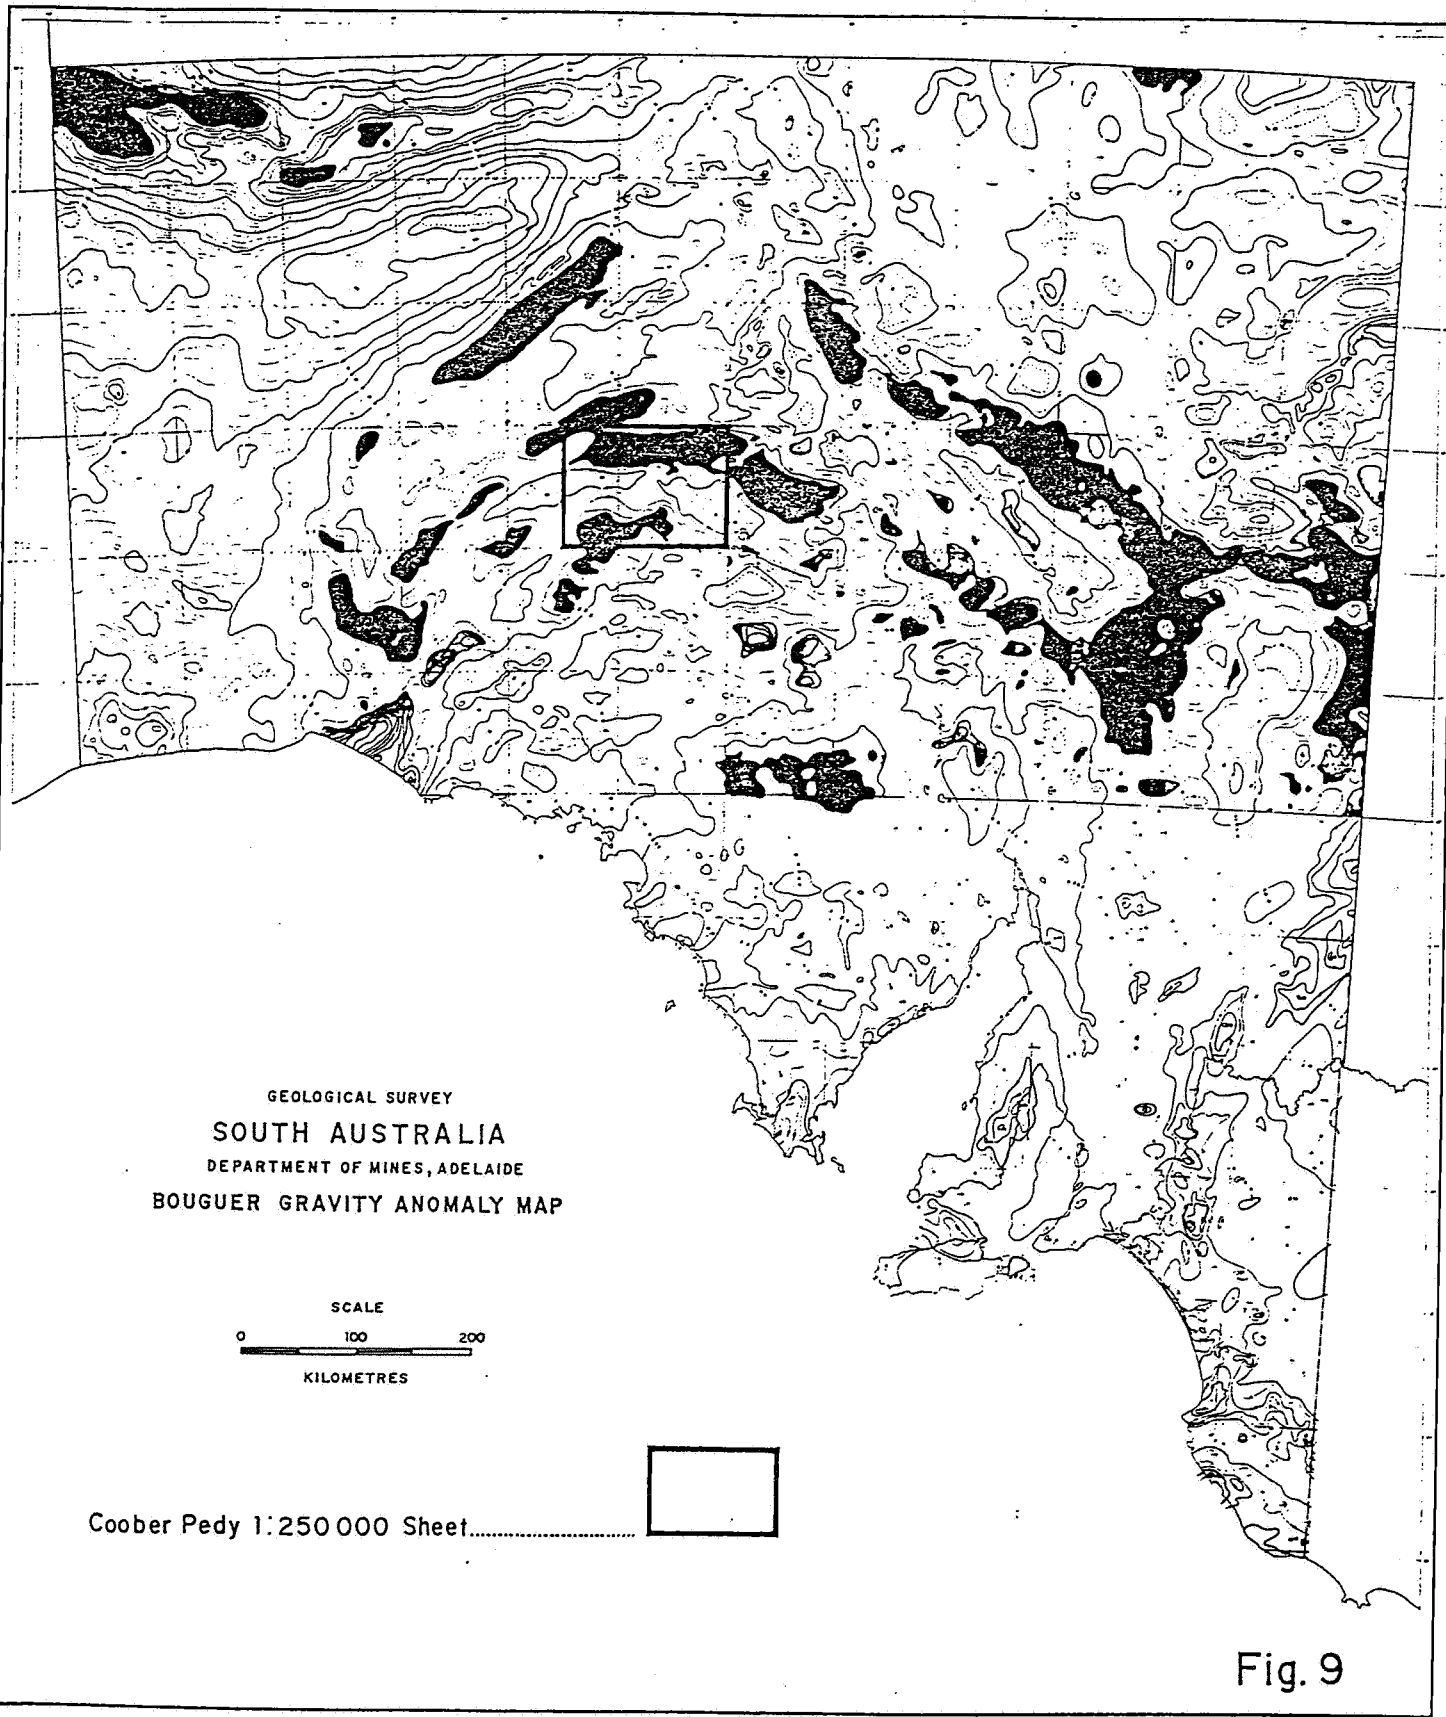 GEOLOGICAL SURVEY
SOUTH AUSTRALIA
DEPARTMENT OF MINES, ADELAIDE
BOUGUER GRAVITY ANOMALY MAP
SCALE
0 100 200
KILOMETRES
Coober Pedy 1:250 000 Sheet..............................
Fig. 9